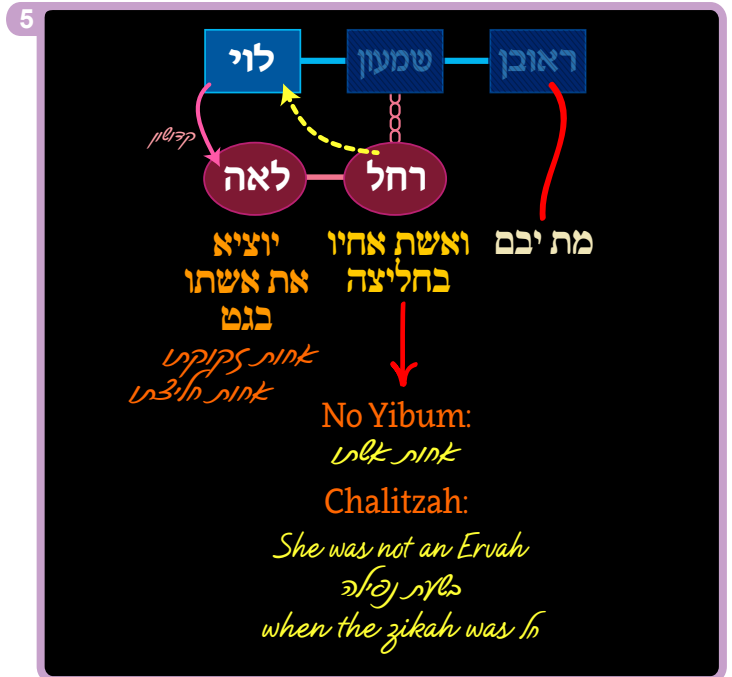 5
לוי
שמעון
ראובן
קדושין
לאה
רחל
מת יבם
ואשת אחיו
בחליצה
יוציא
את אשתו
בגט
אחות זקוקתו
אחות חליצתו
No Yibum:
אחות אשתו
Chalitzah:
She was not an Ervah
בשעת נפילה
when the zikah was חל